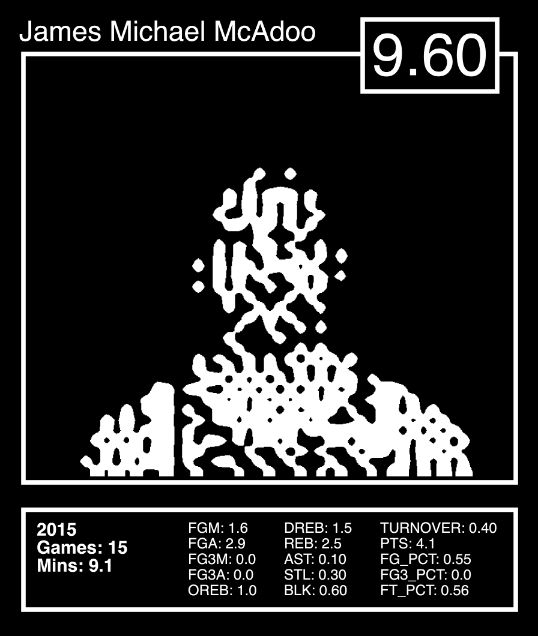 James Michael McAdoo
9.60
2015
Games: 15
Mins: 9.1
FGM: 1.6
FGA: 2.9
FG3M: 0.0
FG3A: 0.0
OREB: 1.0
DREB: 1.5
REB: 2.5
AST: 0.10
STL: 0.30
BLK: 0.60
TURNOVER: 0.40
PTS: 4.1
FG_PCT: 0.55
FG3_PCT: 0.0
FT_PCT: 0.56